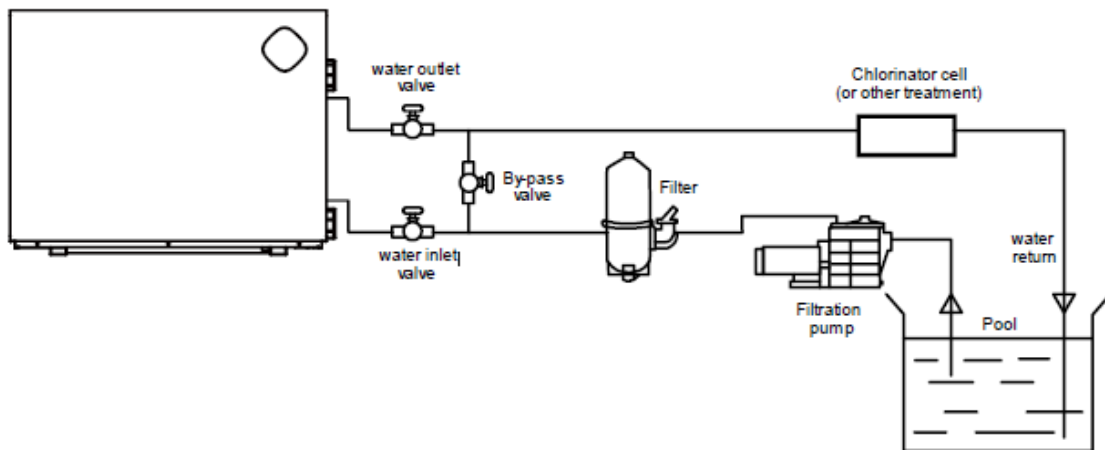 water outlet
valve
Chlorinator cell
(or other treatment)
By-pass
valve
Filter
water inlet
valve
water
return
Filtration
pump
Pool